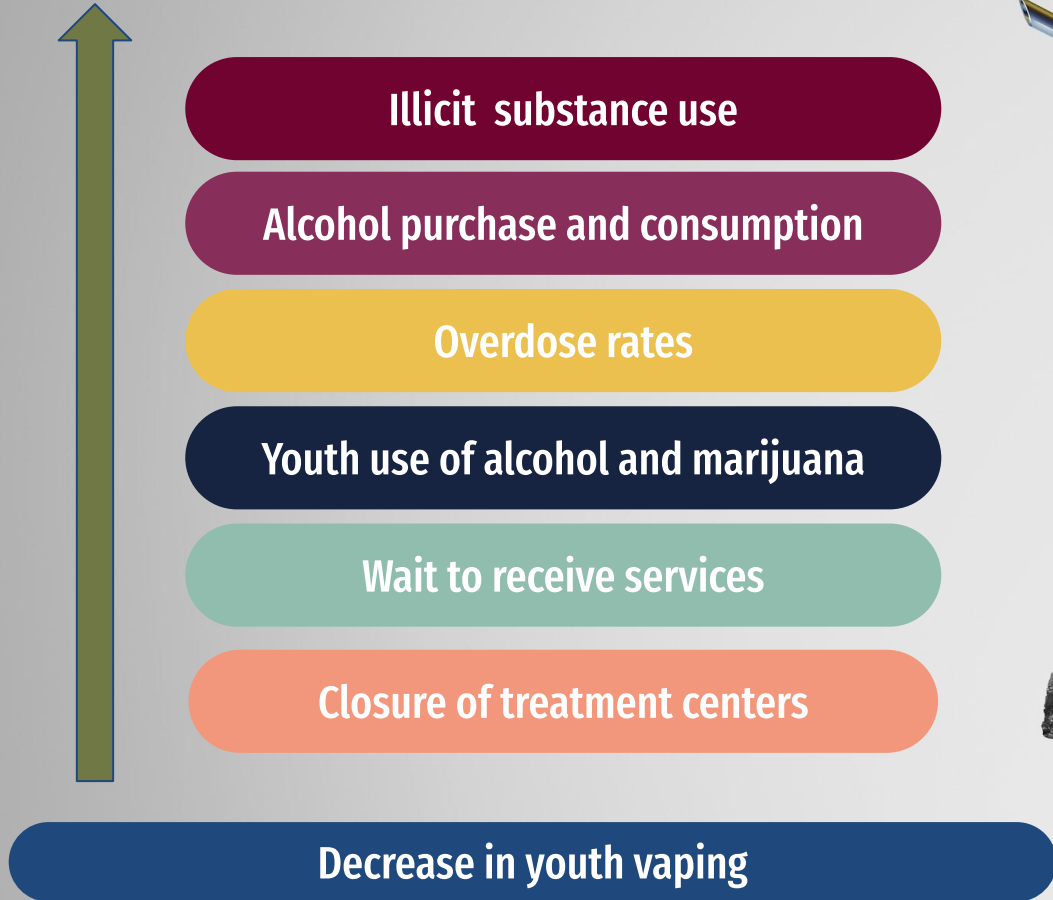 Illicit  substance use
Alcohol purchase and consumption
Overdose rates
Youth use of alcohol and marijuana
Wait to receive services
Closure of treatment centers
Decrease in youth vaping